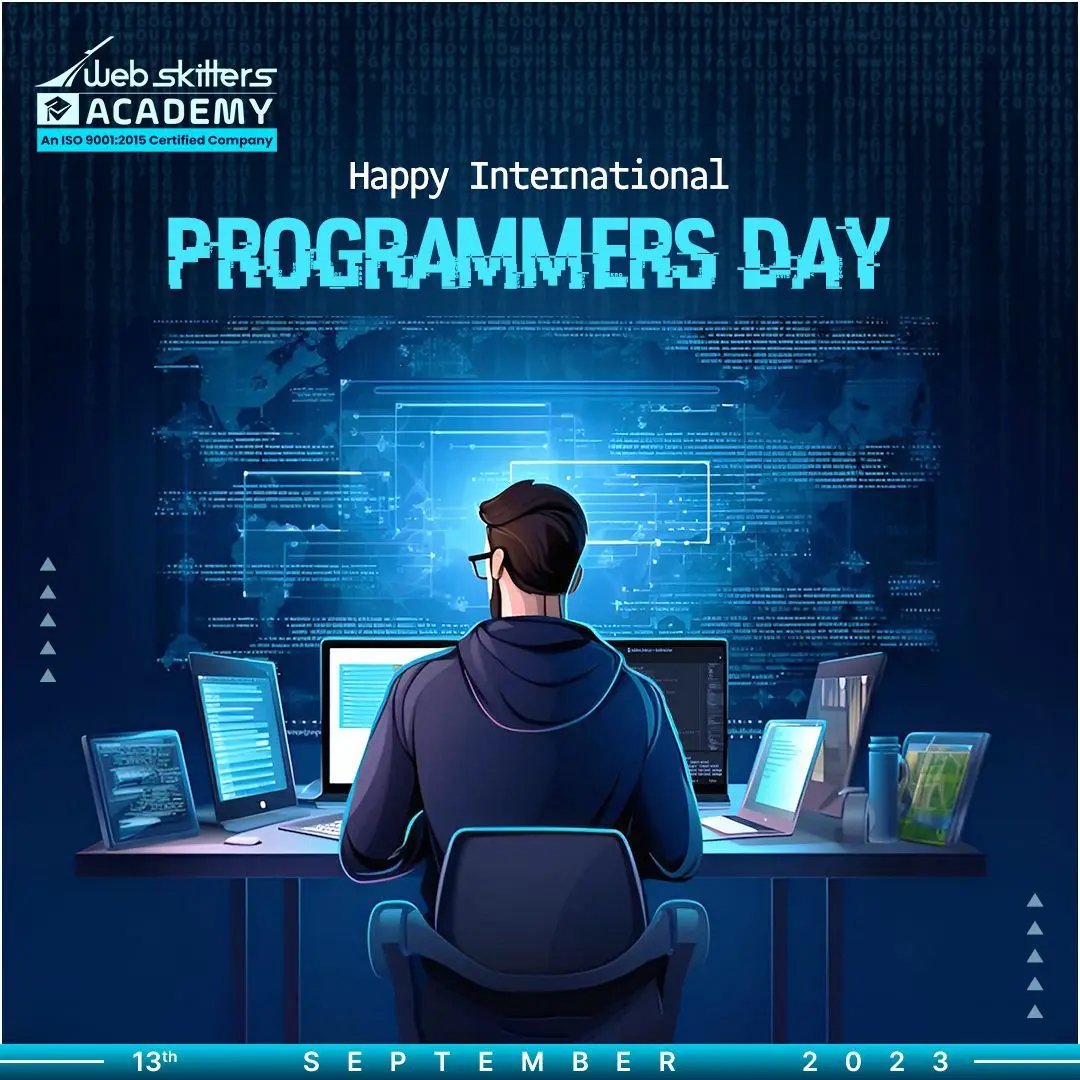 Web skitters
ACADEMY
An ISO 9001:2015 Certified Company
Happy International
PROGRAMMERS DAY
13th SEPTEMBER 2023